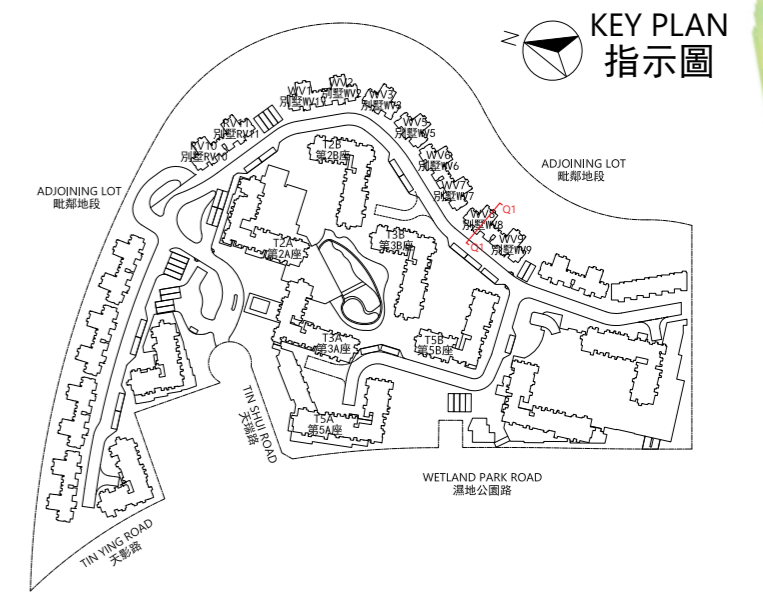 N
KEY PLAN
指示圖
WV1
別墅WV1
WV2
別墅WV2
WV3
別墅WV3
WV5
別墅WV5
WV6
別墅WV6
WV7
別墅WV7
WV8
別墅WV8
WV9
別墅WV9
Q1
Q1
RV11
別墅RV11
RV10
別墅RV10
ADJOINING LOT
毗鄰地段
ADJOINING LOT
毗鄰地段
T2B
第2B座
T2A
第2A座
T3B
第3B座
T3A
第3A座
T5B
第5B座
T5A
第5A座
TIN SHUI ROAD
天瑞路
WETLAND PARK ROAD
濕地公園路
TIN YING ROAD
天影路